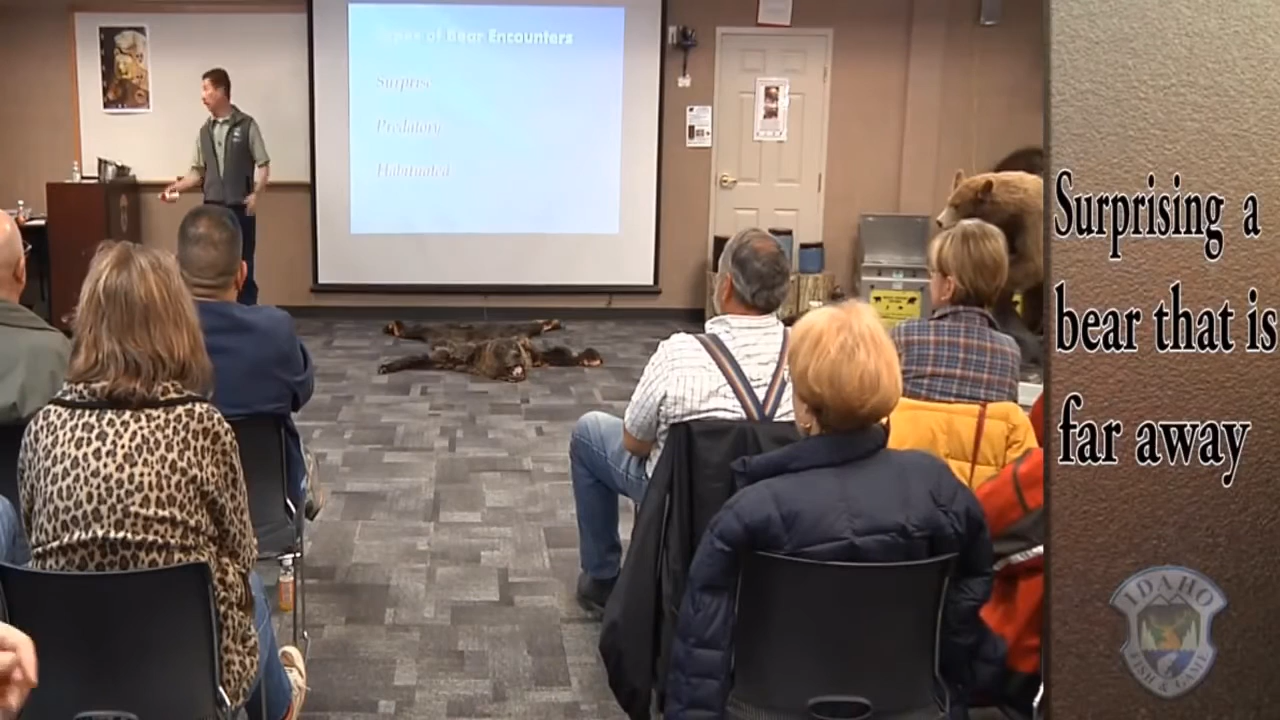 Types of Bear Encounters
Surprise
Predatory
Habituated
Surprising a
bear that is
far away
IDAHO
FISH & GAME